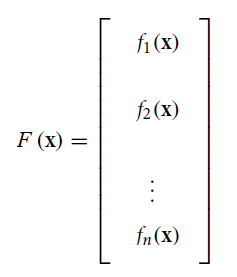 f₁(x)
f₂(x)
F (x) =
⋮
fₙ(x)